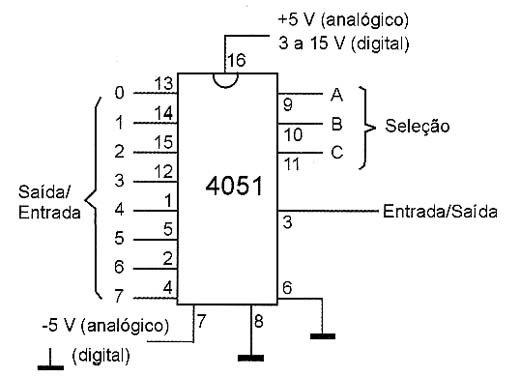 +5 V (analógico)
3 a 15 V (digital)
16
0 13 9 A
1 14 10 B
2 15 11 C
Seleção
3 12
4051
Saída/
Entrada
4 1 3 Entrada/Saída
5 5
6 2
7 4 6
-5 V (analógico) 7 8
(digital)